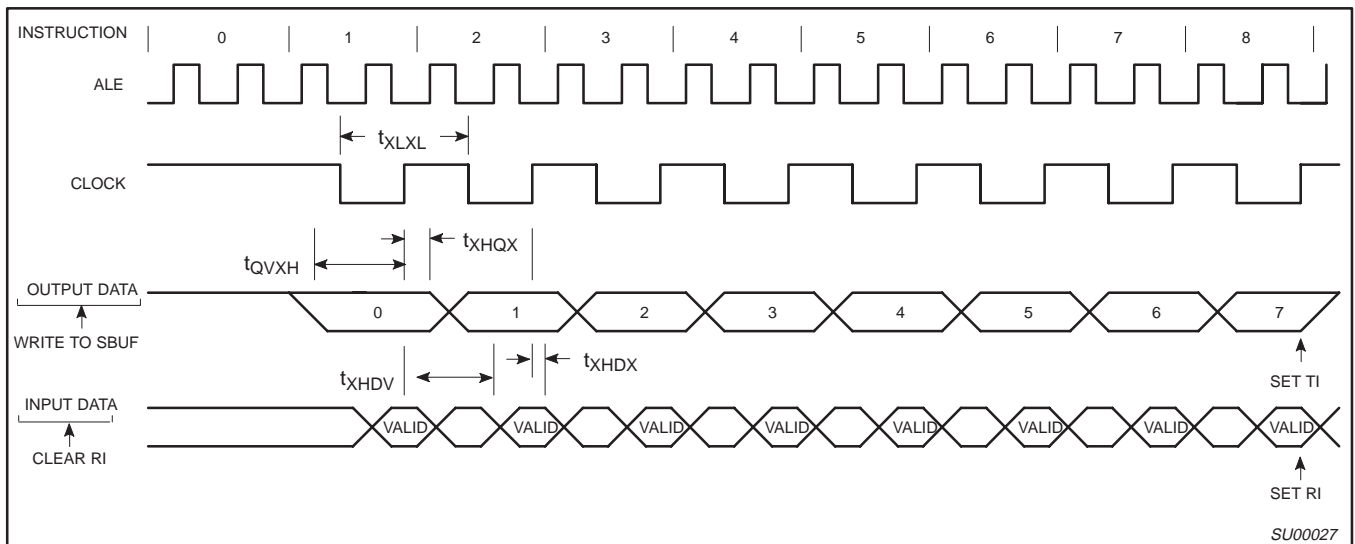 INSTRUCTION 0 1 2 3 4 5 6 7 8
ALE
tXLXL
CLOCK
tXHQX
tQVXH
OUTPUT DATA
0 1 2 3 4 5 6 7
WRITE TO SBUF
tXHDX
tXHDV
SET TI
INPUT DATA
VALID VALID VALID VALID VALID VALID VALID VALID
CLEAR RI
SET RI
SU00027